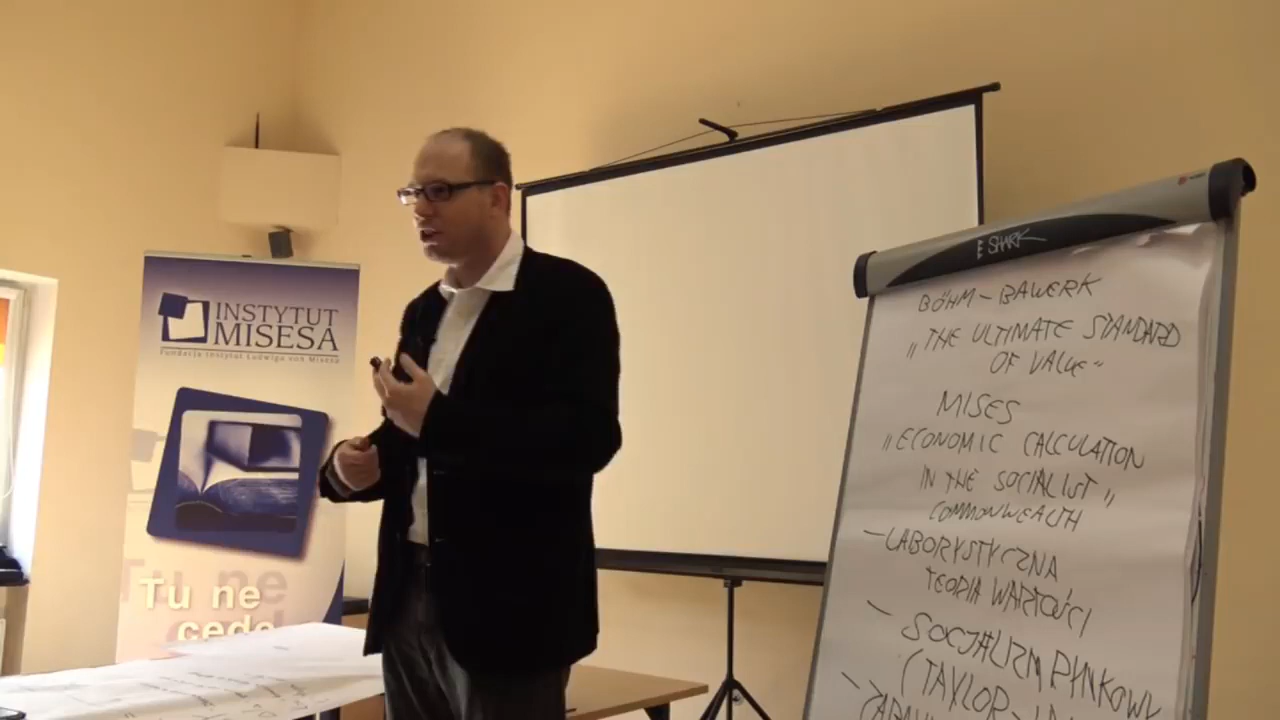 INSTYTUT
MISESA
Fundacja Instytut Ludwiga von Misesa
Tu ne
cede
E SHARK
BÖHM-BAWERK
„THE ULTIMATE STANDARD
OF VALUE"
MISES
„ECONOMIC CALCULATION
IN THE SOCIALIST
COMMONWEALTH"
- LABORYSTYCZNA
TEORIA WARTOŚCI
- SOCJALIZM RYNKOWY
(TAYLOR -